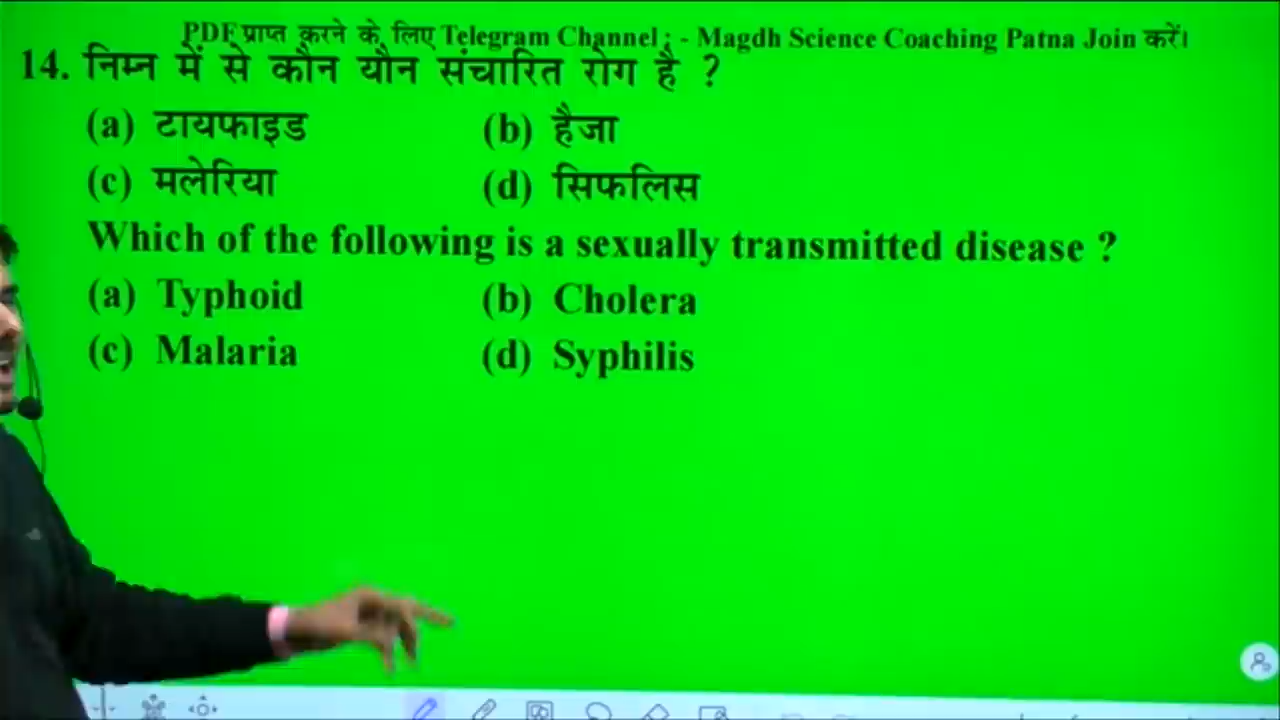 PDF प्राप्त करने के लिए Telegram Channel : - Magdh Science Coaching Patna Join करें।
14. निम्न में से कौन यौन संचारित रोग है ?
(a) टायफाइड (b) हैजा
(c) मलेरिया (d) सिफलिस
Which of the following is a sexually transmitted disease ?
(a) Typhoid (b) Cholera
(c) Malaria (d) Syphilis